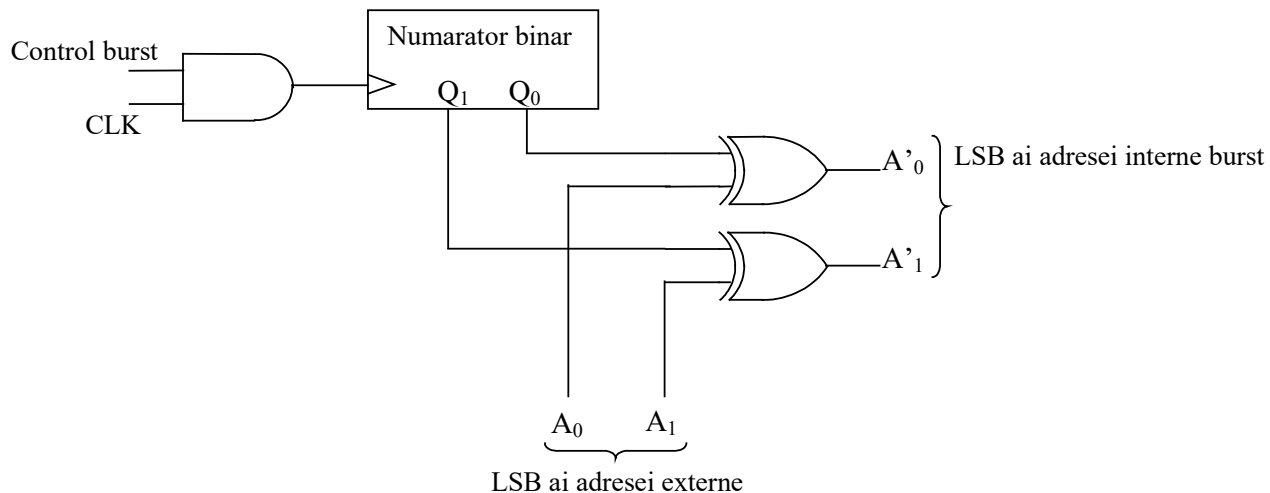 Numarator binar
Control burst
CLK
Q₁ Q₀
A'₀
LSB ai adresei interne burst
A'₁
A₀ A₁
LSB ai adresei externe